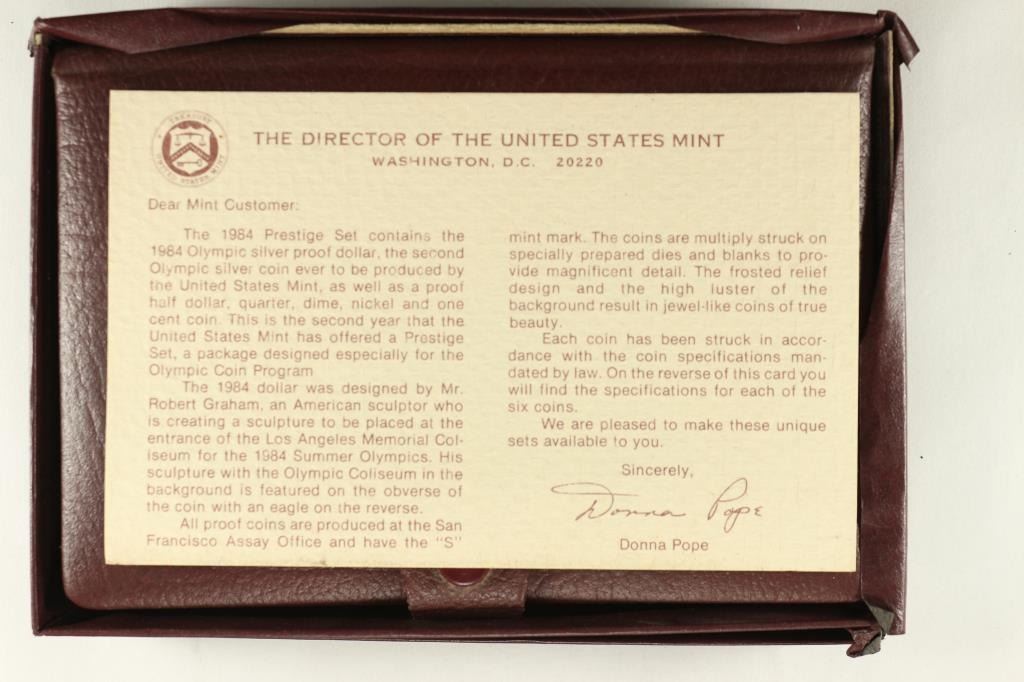 THE DIRECTOR OF THE UNITED STATES MINT
WASHINGTON, D.C. 20220
Dear Mint Customer:
The 1984 Prestige Set contains the
1984 Olympic silver proof dollar, the second
Olympic silver coin ever to be produced by
the United States Mint, as well as a proof
half dollar, quarter, dime, nickel and one
cent coin. This is the second year that the
United States Mint has offered a Prestige
Set, a package designed especially for the
Olympic Coin Program
The 1984 dollar was designed by Mr.
Robert Graham, an American sculptor who
is creating a sculpture to be placed at the
entrance of the Los Angeles Memorial Col-
iseum for the 1984 Summer Olympics. His
sculpture with the Olympic Coliseum in the
background is featured on the obverse of
the coin with an eagle on the reverse.
All proof coins are produced at the San
Francisco Assay Office and have the "S"
mint mark. The coins are multiply struck on
specially prepared dies and blanks to pro-
vide magnificent detail. The frosted relief
design and the high luster of the
background result in jewel-like coins of true
beauty.
Each coin has been struck in accor-
dance with the coin specifications man-
dated by law. On the reverse of this card you
will find the specifications for each of the
six coins.
We are pleased to make these unique
sets available to you.
Sincerely,
Donna Pope
Donna Pope
TREASURY
UNITED STATES MINT